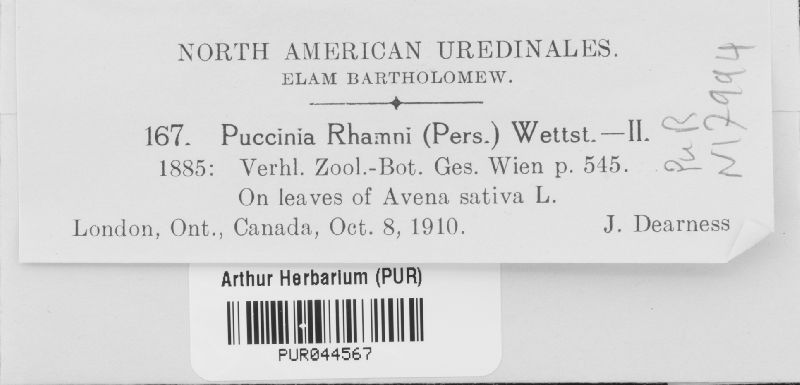 NORTH AMERICAN UREDINALES.
ELAM BARTHOLOMEW.
167. Puccinia Rhamni (Pers.) Wettst.—II.
1885: Verhl. Zool.-Bot. Ges. Wien p. 545.
On leaves of Avena sativa L.
London, Ont., Canada, Oct. 8, 1910. J. Dearness
PUR
N17994
Arthur Herbarium (PUR)
PUR044567